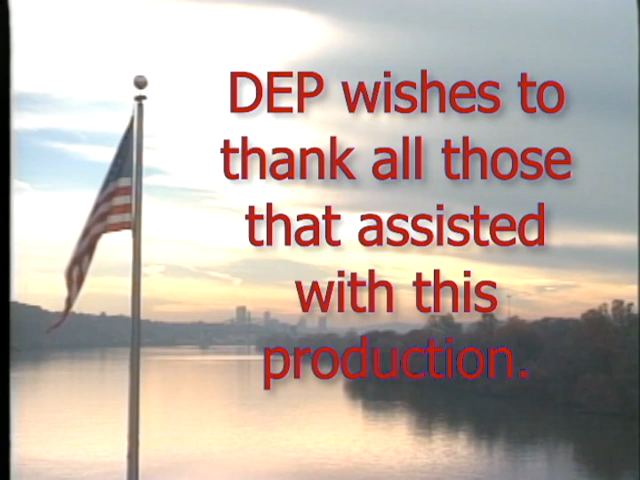 DEP wishes to
thank all those
that assisted
with this
production.